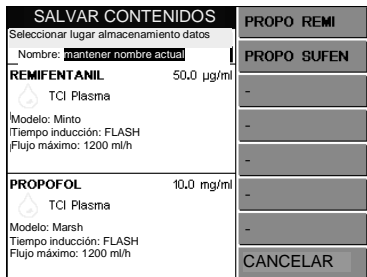 SALVAR CONTENIDOS
Seleccionar lugar almacenamiento datos
Nombre: mantener nombre actual
REMIFENTANIL 50.0 µg/ml
TCI Plasma
Modelo: Minto
Tiempo inducción: FLASH
Flujo máximo: 1200 ml/h
PROPOFOL 10.0 mg/ml
TCI Plasma
Modelo: Marsh
Tiempo inducción: FLASH
Flujo máximo: 1200 ml/h
PROPO REMI
PROPO SUFEN
-
-
-
-
-
CANCELAR